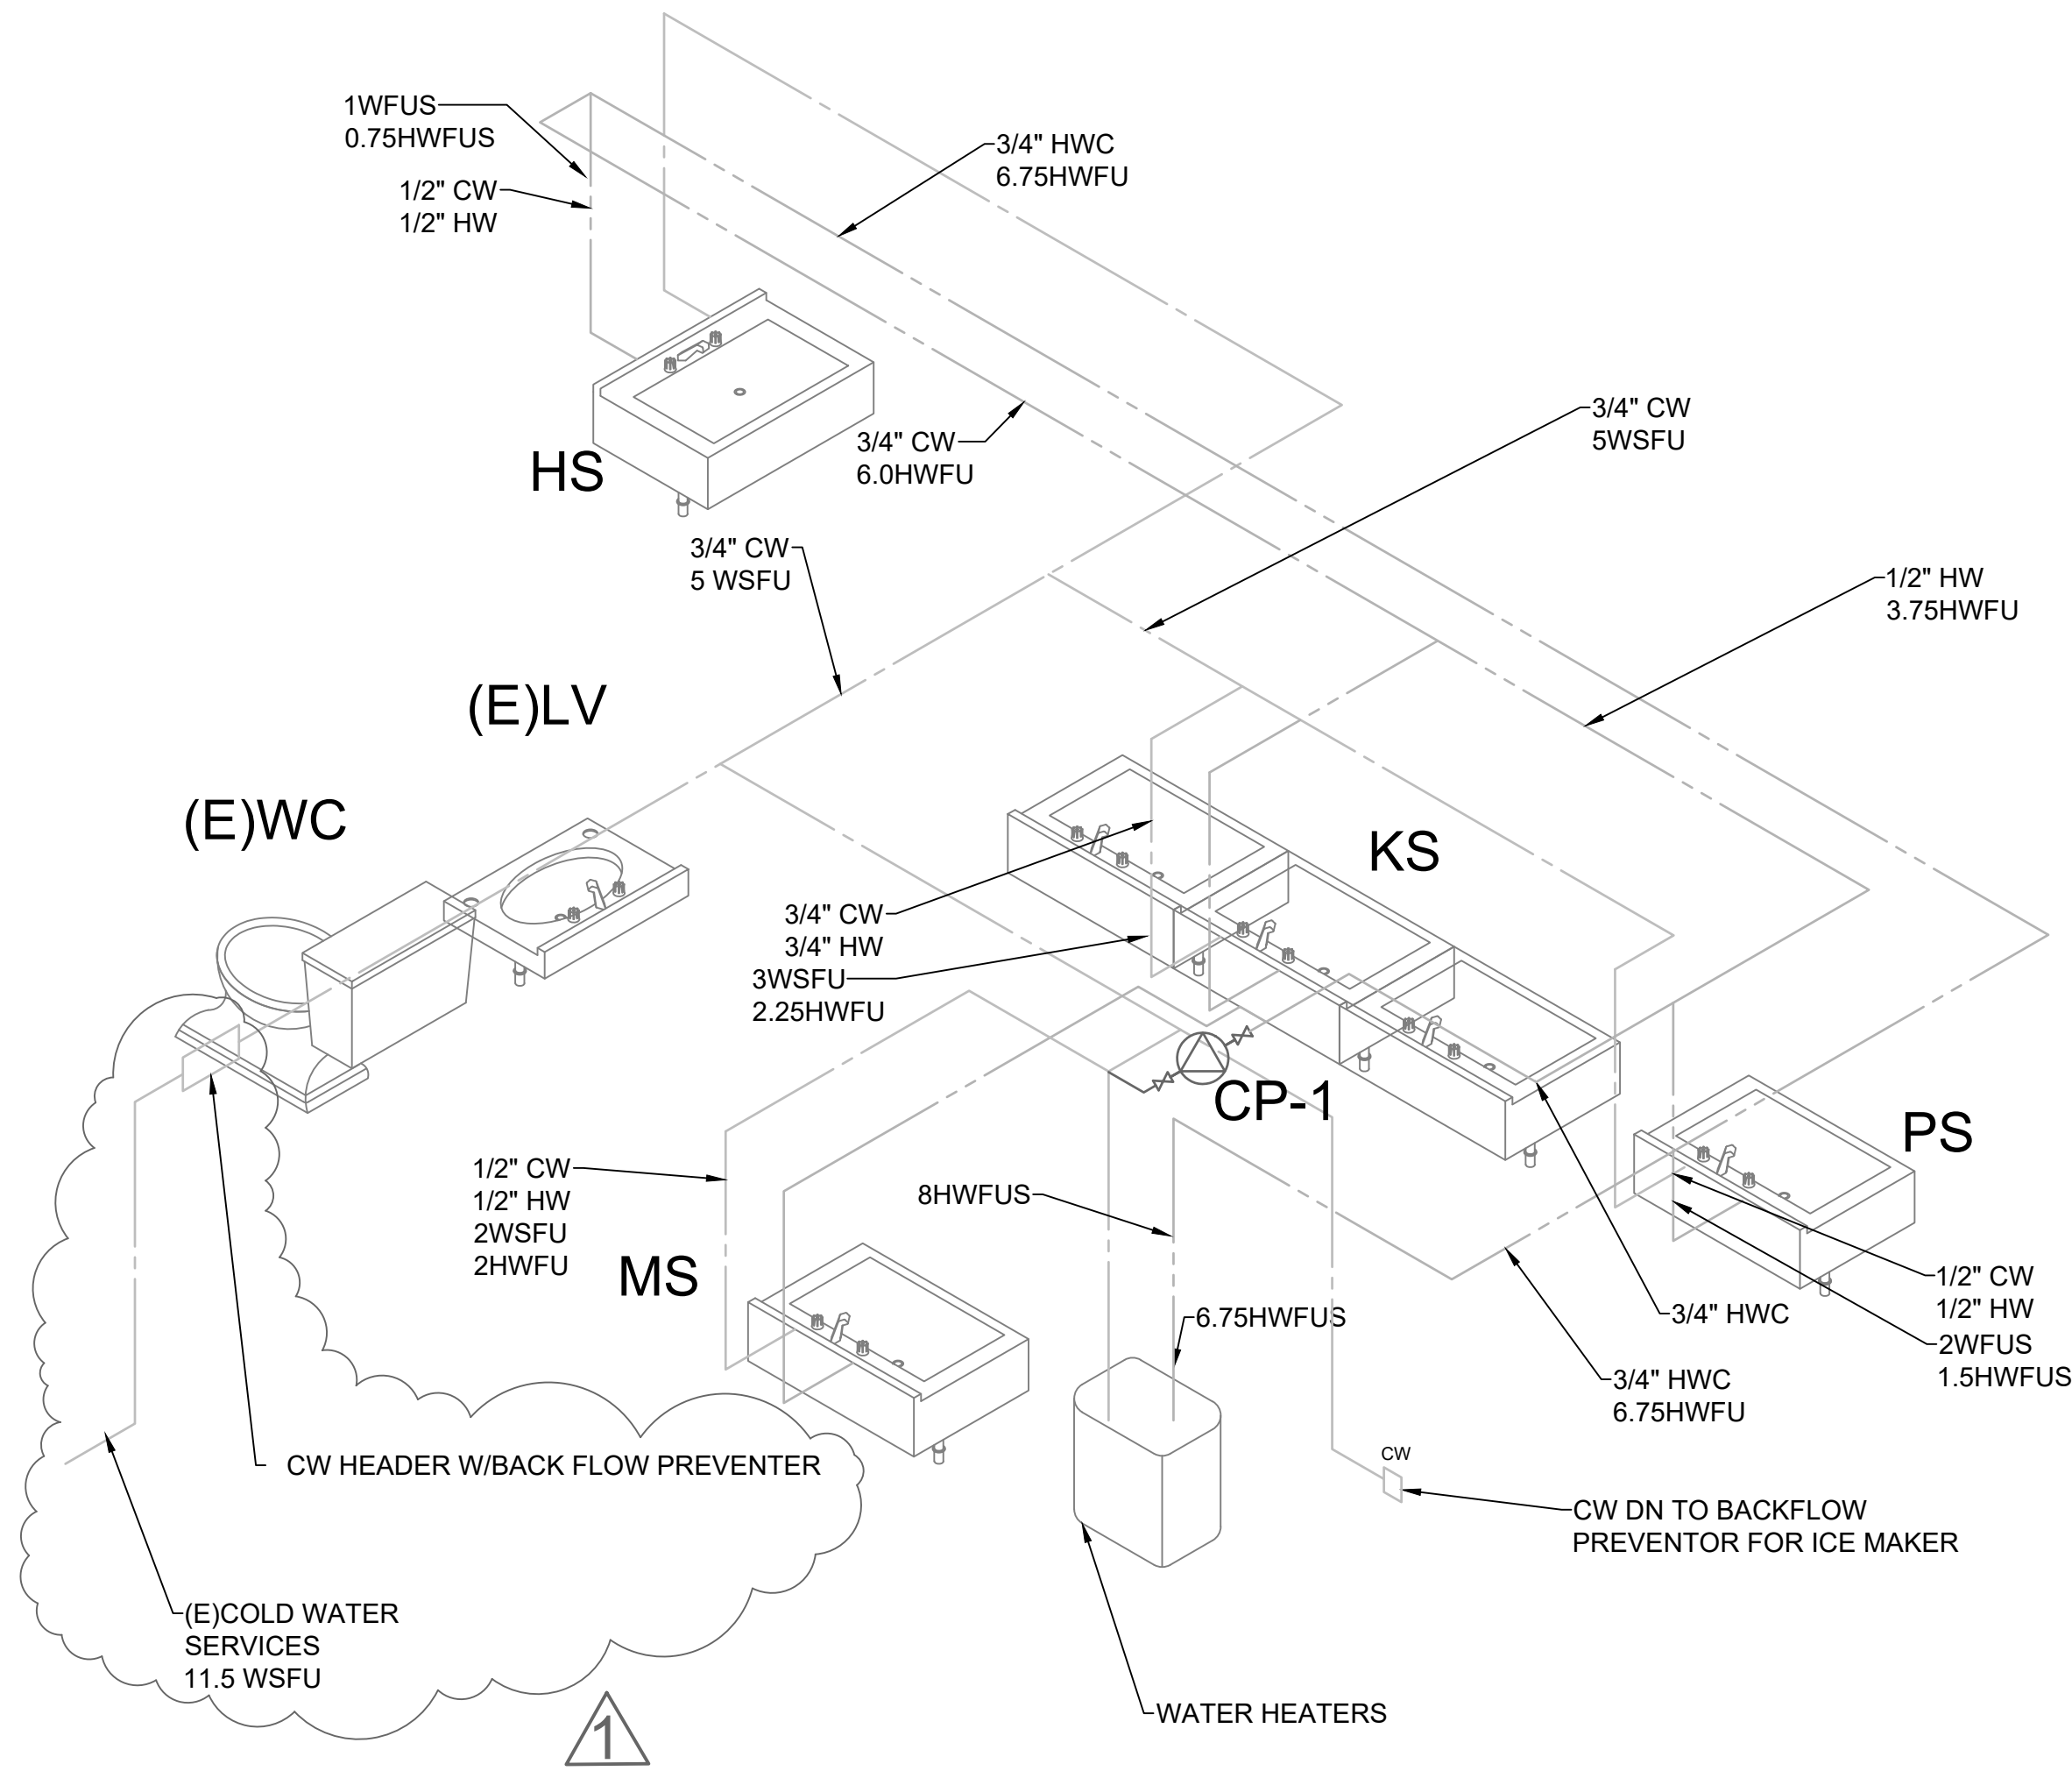 1WFUS
0.75HWFUS
1/2" CW
1/2" HW
3/4" HWC
6.75HWFU
HS
3/4" CW
6.0HWFU
3/4" CW
5WSFU
3/4" CW
5 WSFU
1/2" HW
3.75HWFU
(E)LV
(E)WC
KS
3/4" CW
3/4" HW
3WSFU
2.25HWFU
CP-1
PS
1/2" CW
1/2" HW
2WSFU
2HWFU
MS
8HWFUS
6.75HWFUS
1/2" CW
1/2" HW
2WFUS
1.5HWFUS
3/4" HWC
3/4" HWC
6.75HWFU
CW HEADER W/BACK FLOW PREVENTER
CW
CW DN TO BACKFLOW
PREVENTOR FOR ICE MAKER
(E)COLD WATER
SERVICES
11.5 WSFU
1
WATER HEATERS